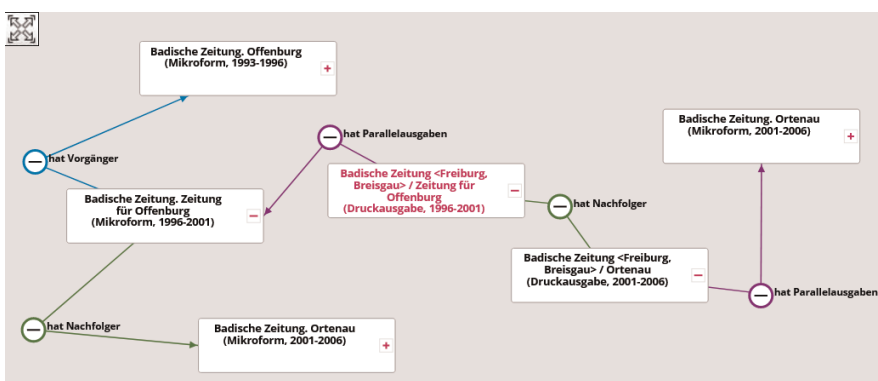 Badische Zeitung. Offenburg
(Mikroform, 1993-1996)
hat Vorgänger
hat Parallelausgaben
Badische Zeitung. Ortenau
(Mikroform, 2001-2006)
Badische Zeitung <Freiburg,
Breisgau> / Zeitung für
Offenburg
(Druckausgabe, 1996-2001)
Badische Zeitung. Zeitung
für Offenburg
(Mikroform, 1996-2001)
hat Nachfolger
Badische Zeitung <Freiburg,
Breisgau> / Ortenau
(Druckausgabe, 2001-2006)
hat Parallelausgaben
hat Nachfolger
Badische Zeitung. Ortenau
(Mikroform, 2001-2006)